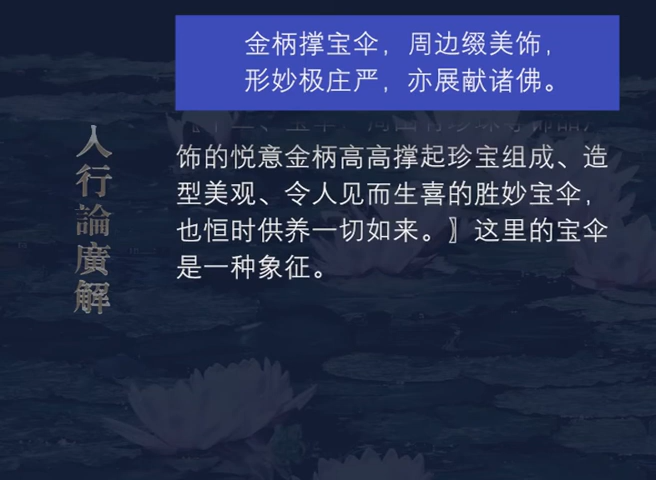 金柄撑宝伞，周边缀美饰，
形妙极庄严，亦展献诸佛。
饰的悦意金柄高高撑起珍宝组成、造
型美观、令人见而生喜的胜妙宝伞，
也恒时供养一切如来。〗这里的宝伞
是一种象征。
入行論廣解